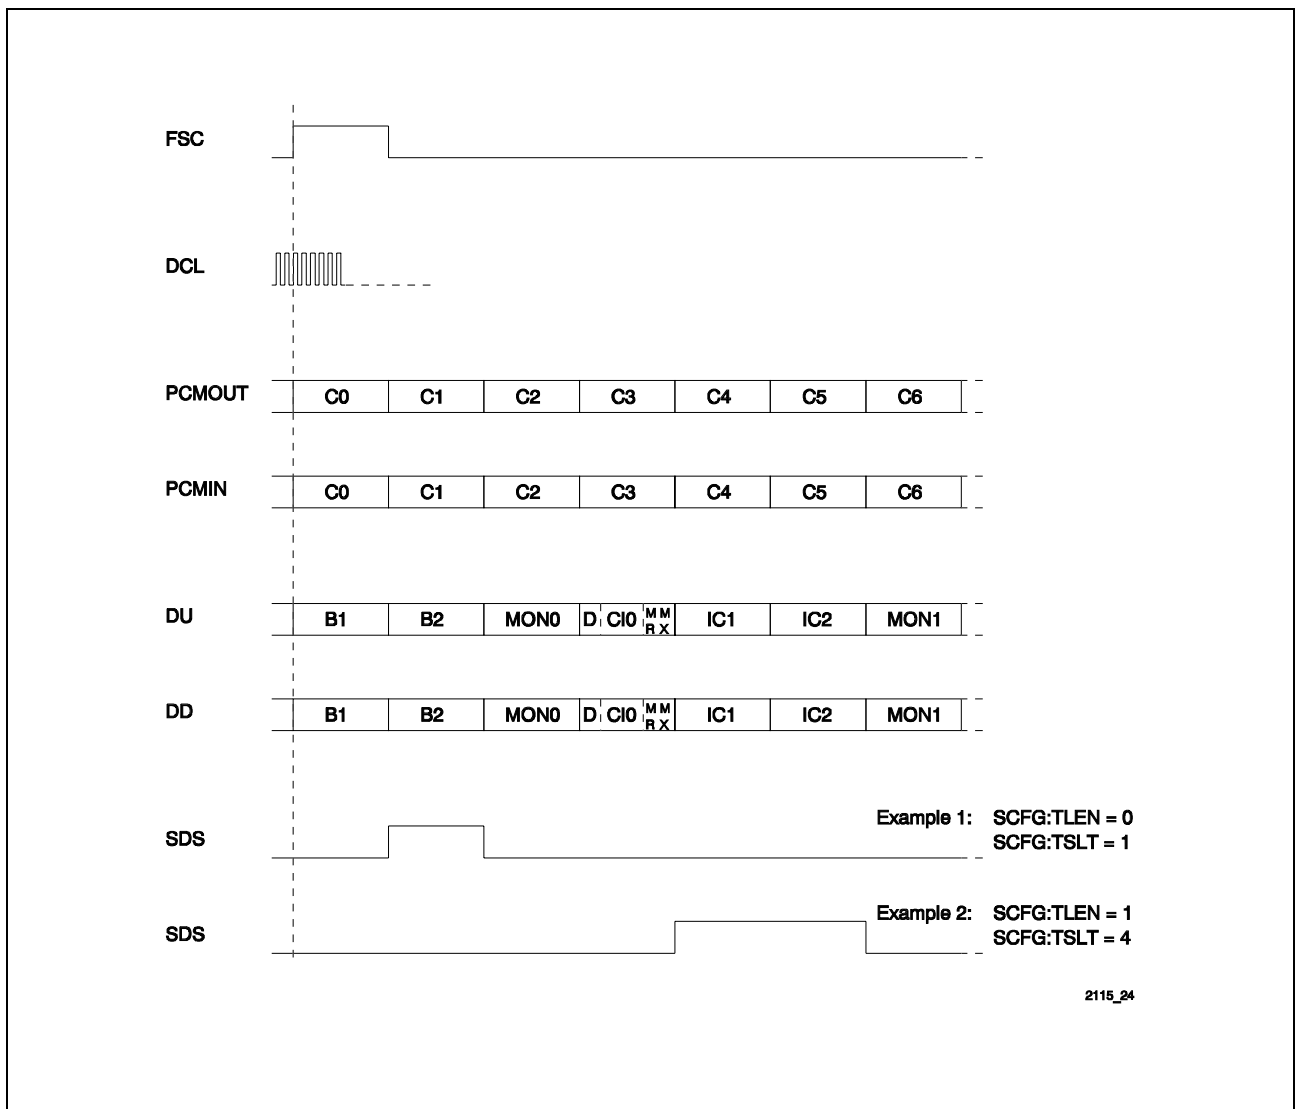 FSC
DCL
PCMOUT C0 C1 C2 C3 C4 C5 C6
PCMIN C0 C1 C2 C3 C4 C5 C6
DU B1 B2 MON0 D CI0 M M IC1 IC2 MON1
R X
DD B1 B2 MON0 D CI0 M M IC1 IC2 MON1
R X
Example 1: SCFG:TLEN = 0
SDS SCFG:TSLT = 1
Example 2: SCFG:TLEN = 1
SDS SCFG:TSLT = 4
2115_24